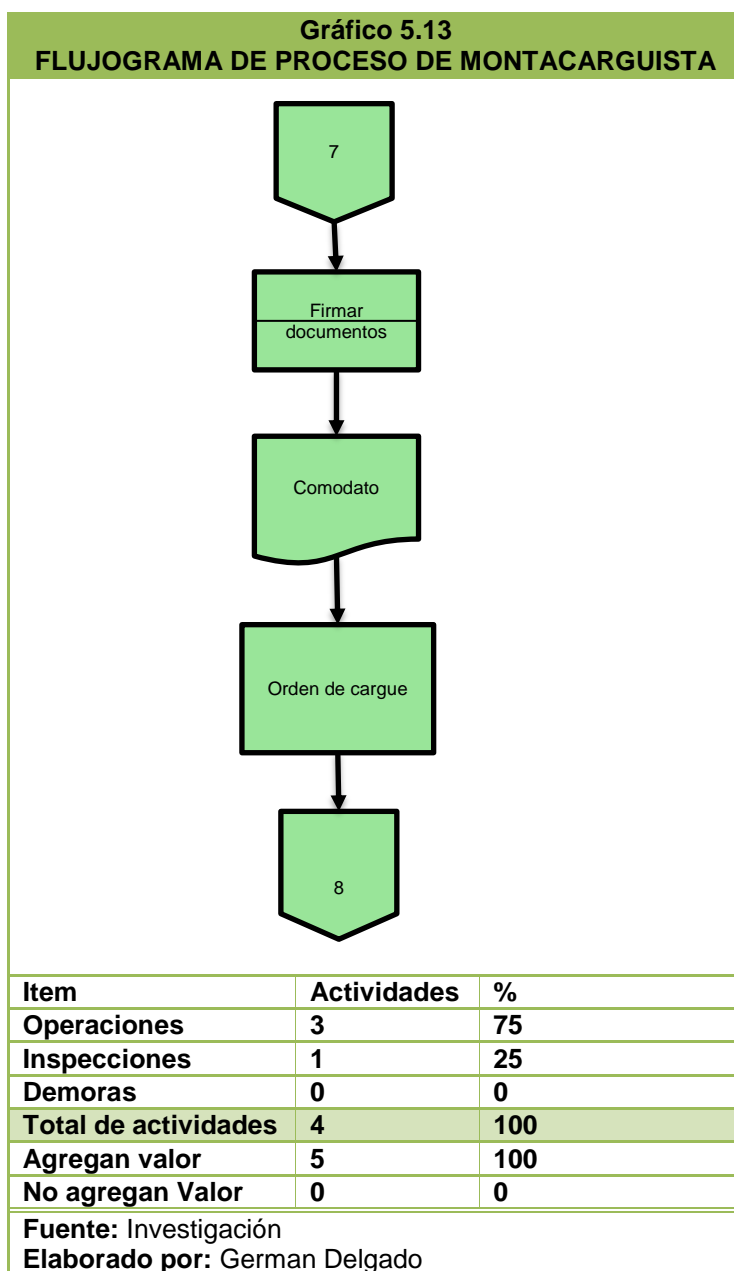 Gráfico 5.13
FLUJOGRAMA DE PROCESO DE MONTACARGUISTA
7
Firmar
documentos
Comodato
Orden de cargue
8
Item Actividades %
Operaciones 3 75
Inspecciones 1 25
Demoras 0 0
Total de actividades 4 100
Agregan valor 5 100
No agregan Valor 0 0
Fuente: Investigación
Elaborado por: German Delgado